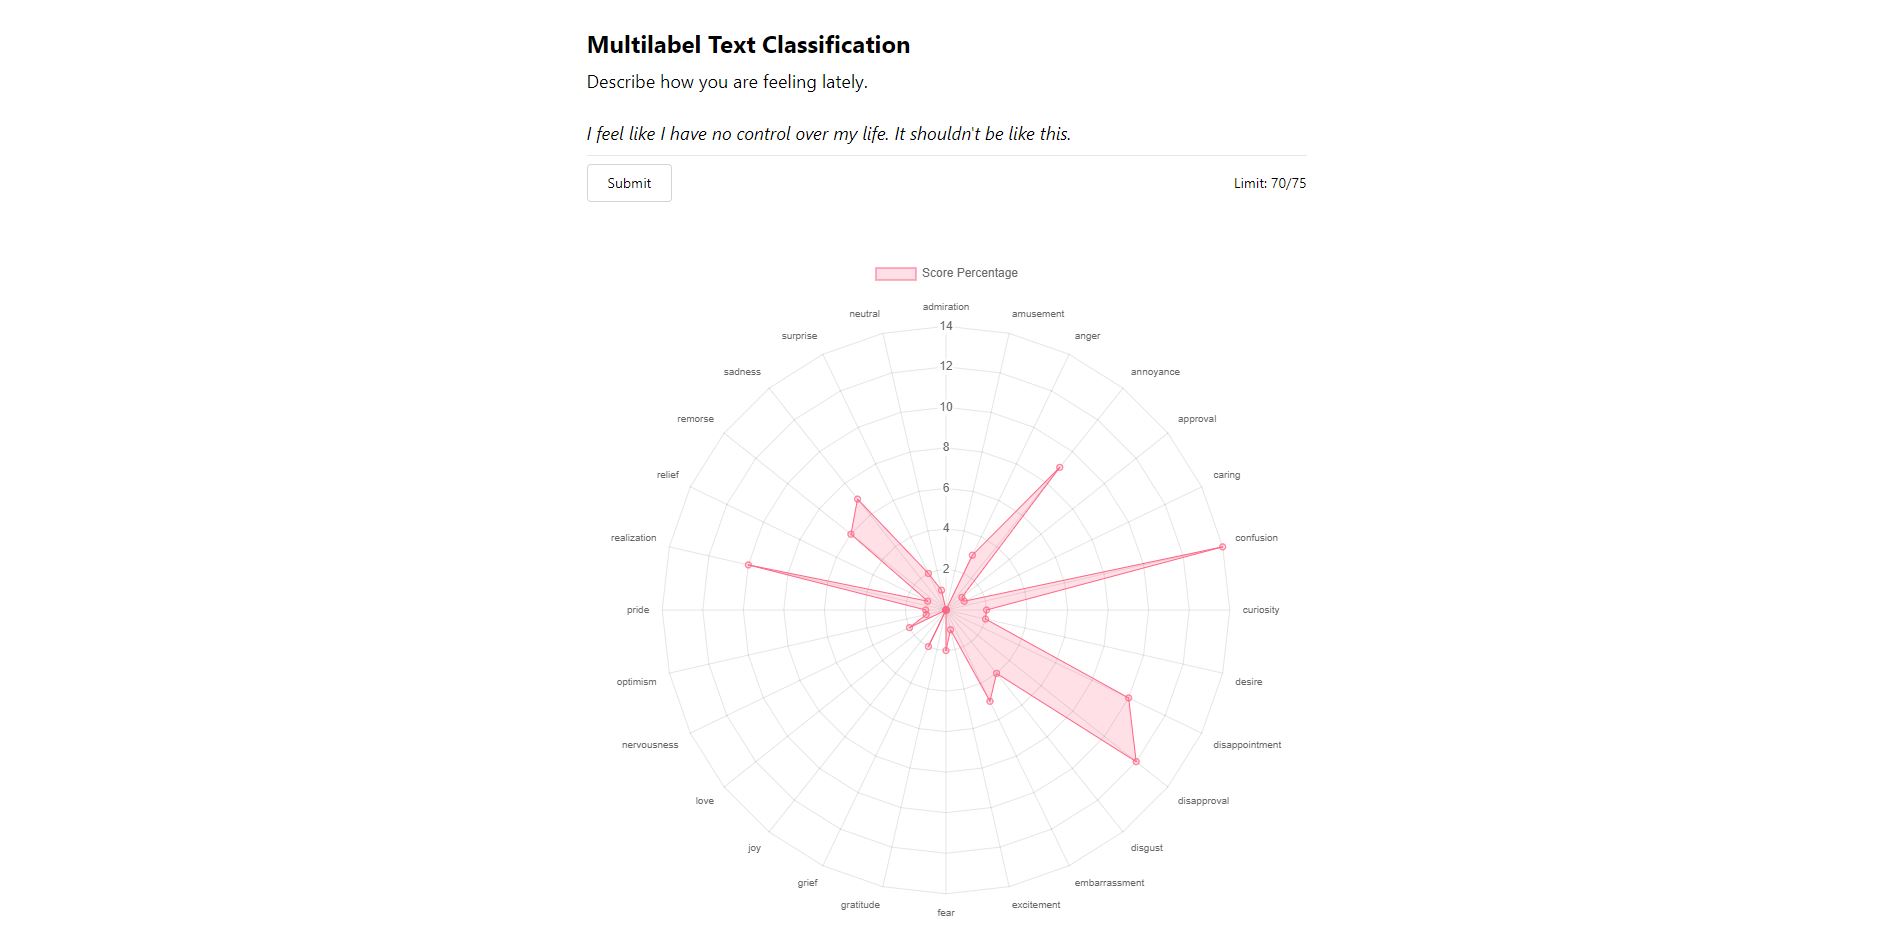 Multilabel Text Classification
Describe how you are feeling lately.
I feel like I have no control over my life. It shouldn't be like this.
Submit
Limit: 70/75
Score Percentage
admiration
neutral
amusement
14
surprise
anger
12
sadness
annoyance
10
remorse
approval
8
relief
caring
6
4
realization
confusion
2
pride
curiosity
optimism
desire
nervousness
disappointment
love
disapproval
joy
disgust
grief
embarrassment
gratitude
excitement
fear